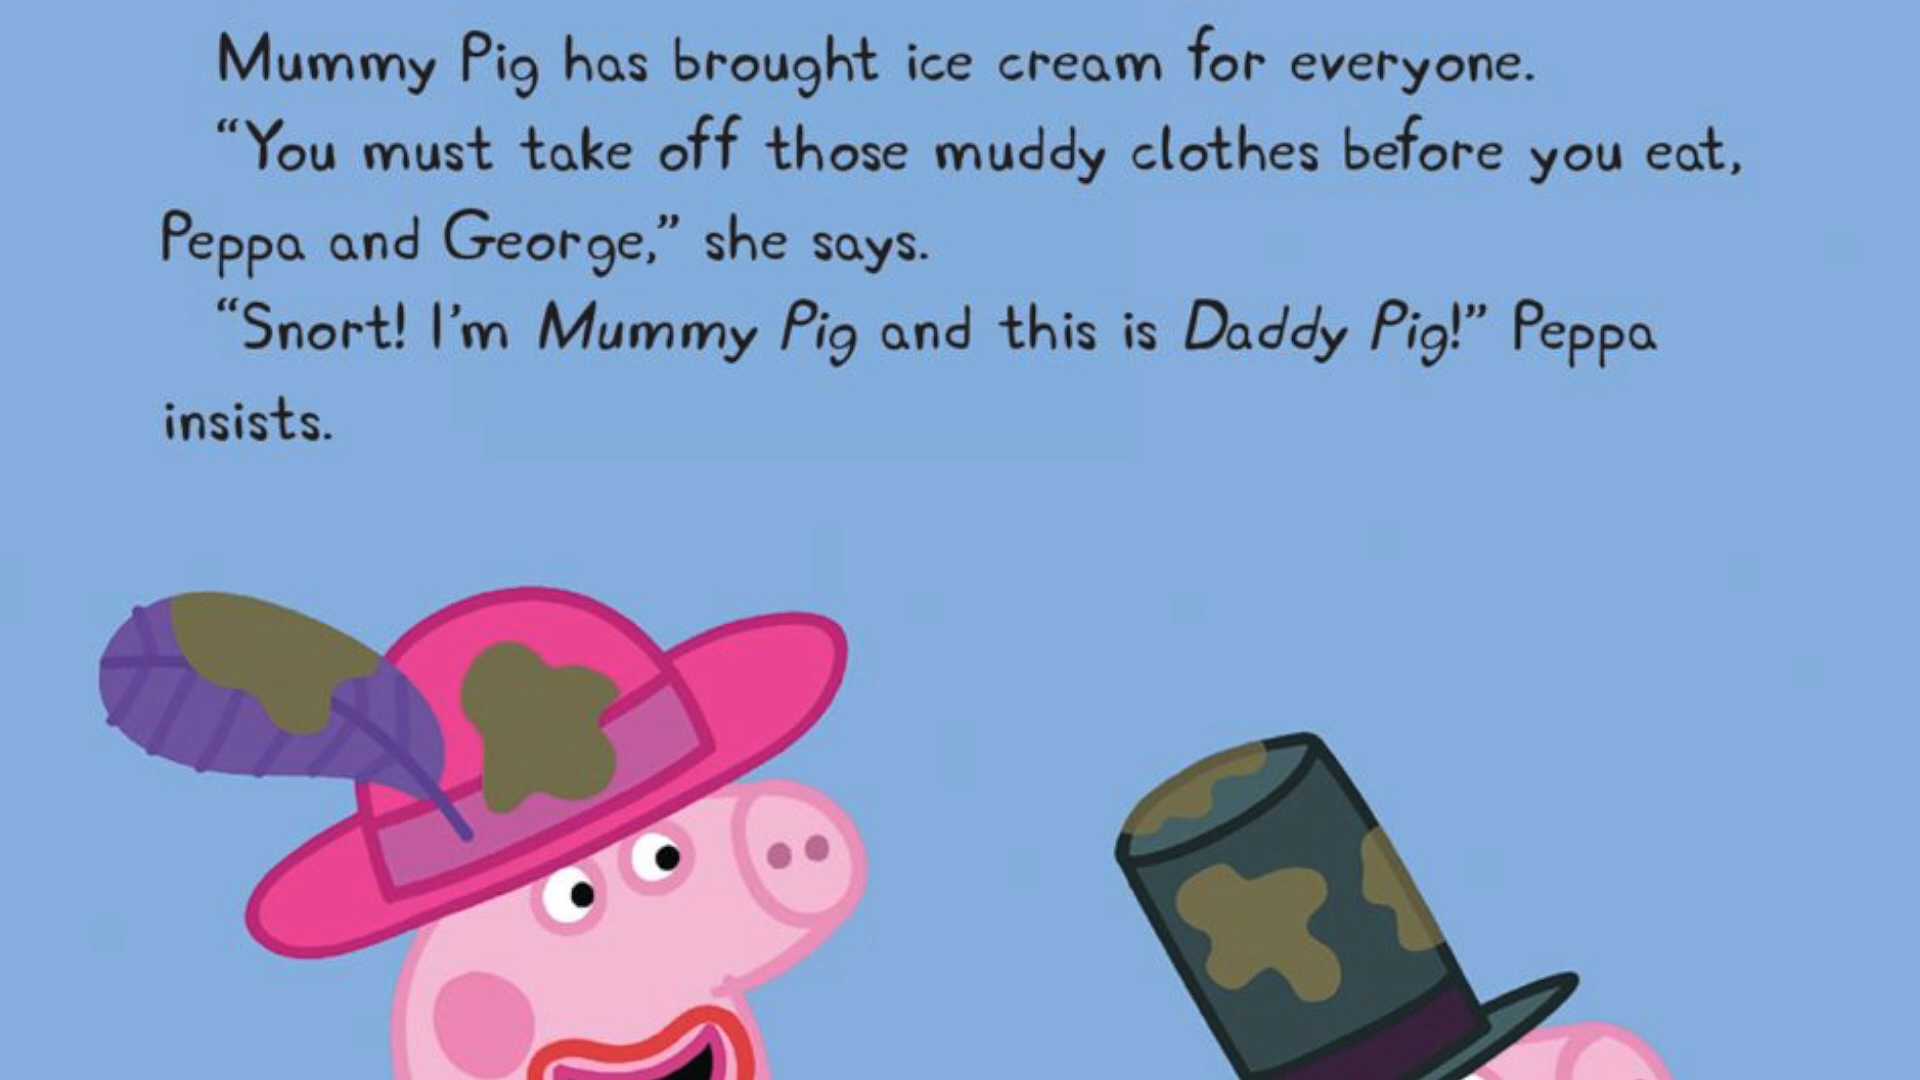 Mummy Pig has brought ice cream for everyone.
“You must take off those muddy clothes before you eat,
Peppa and George,” she says.
“Snort! I’m Mummy Pig and this is Daddy Pig!” Peppa
insists.